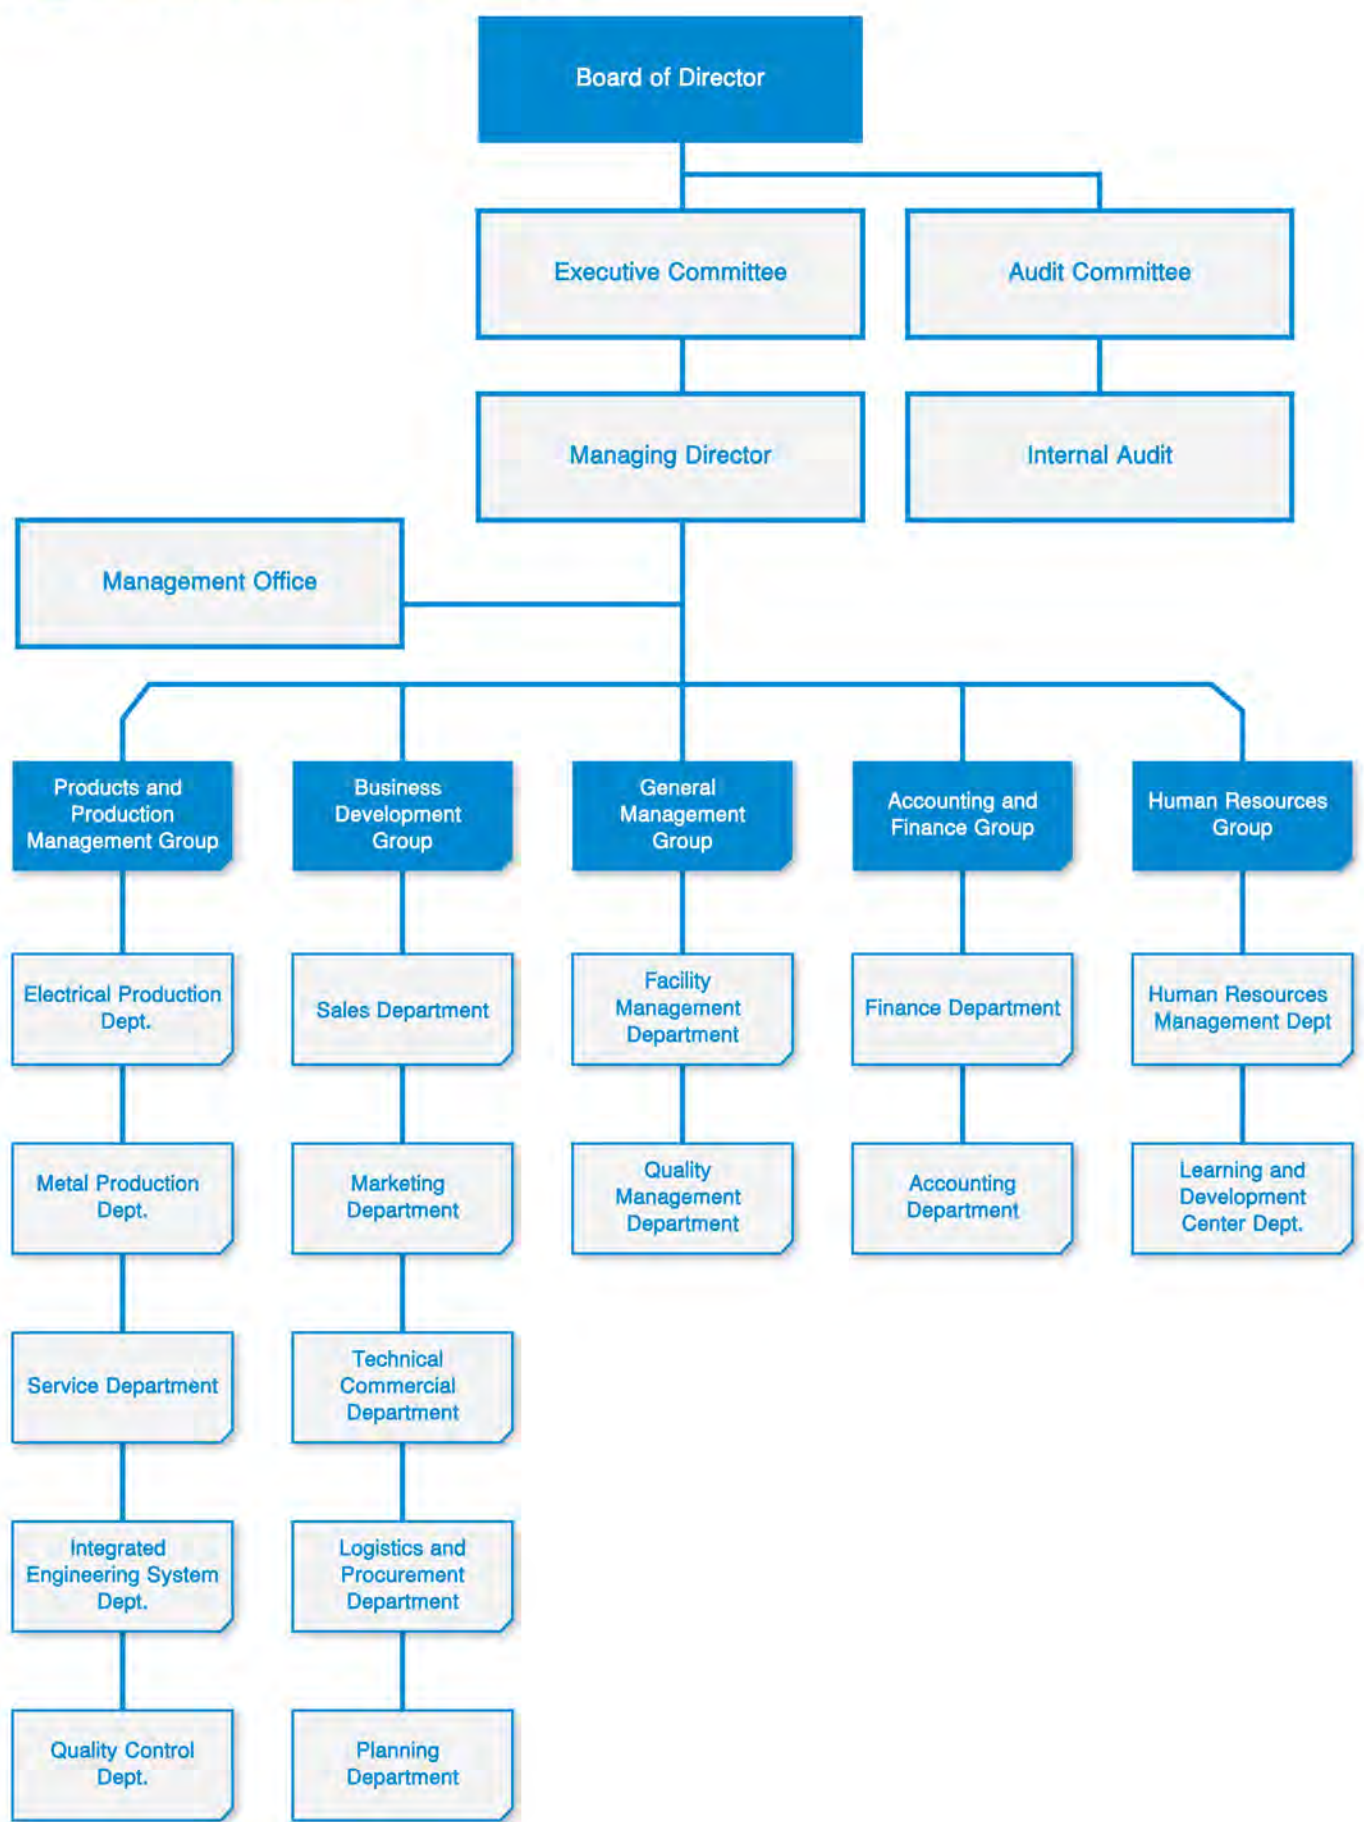 Board of Director
Executive Committee
Audit Committee
Managing Director
Internal Audit
Management Office
Products and
Production
Management Group
Business
Development
Group
General
Management
Group
Accounting and
Finance Group
Human Resources
Group
Electrical Production
Dept.
Sales Department
Facility
Management
Department
Finance Department
Human Resources
Management Dept
Metal Production
Dept.
Marketing
Department
Quality
Management
Department
Accounting
Department
Learning and
Development
Center Dept.
Service Department
Technical
Commercial
Department
Integrated
Engineering System
Dept.
Logistics and
Procurement
Department
Quality Control
Dept.
Planning
Department